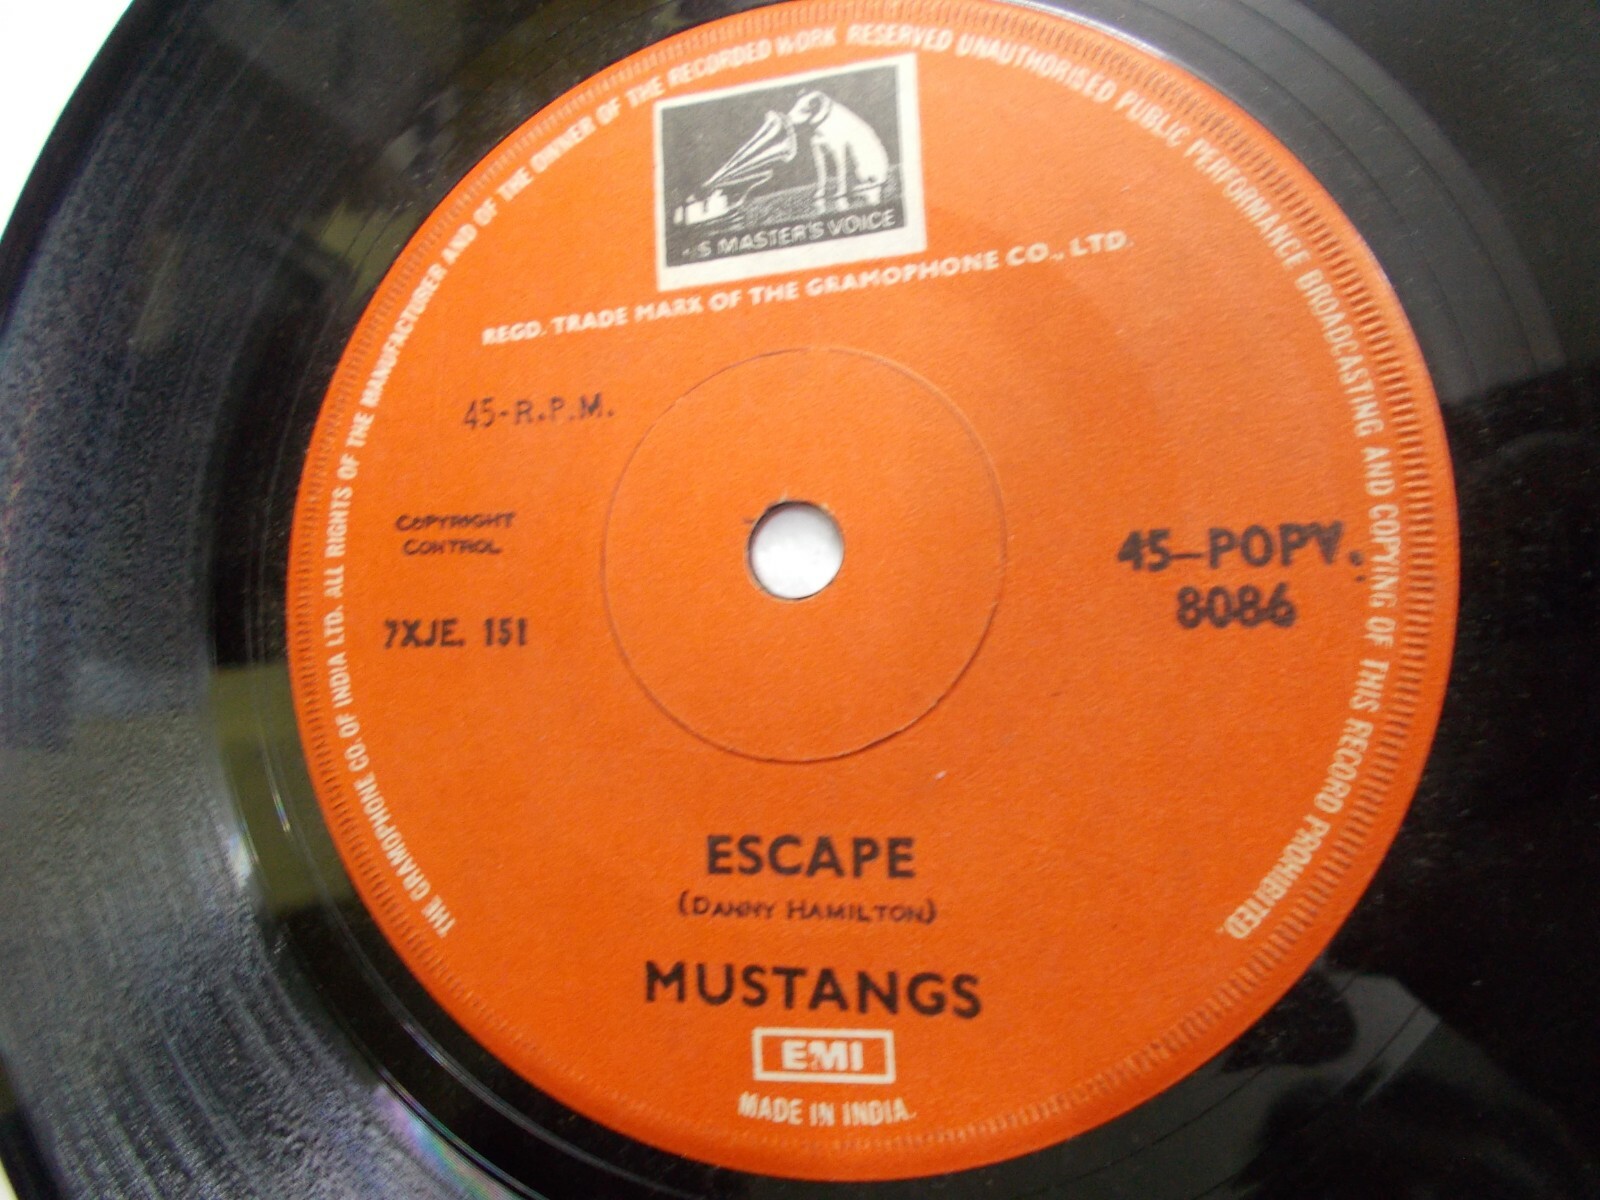 THE GRAMOPHONE CO. OF INDIA LTD. ALL RIGHTS OF THE MANUFACTURER AND OF THE OWNER OF THE RECORDED WORK RESERVED UNAUTHORISED PUBLIC PERFORMANCE BROADCASTING AND COPYING OF THIS RECORD PROHIBITED.
"IS MASTER'S VOICE
REGD. TRADE MARK OF THE GRAMOPHONE CO., LTD.
45-R.P.M.
COPYRIGHT
CONTROL
7XJE. 151
45-POPV.
8086
ESCAPE
(DANNY HAMILTON)
MUSTANGS
EMI
MADE IN INDIA.